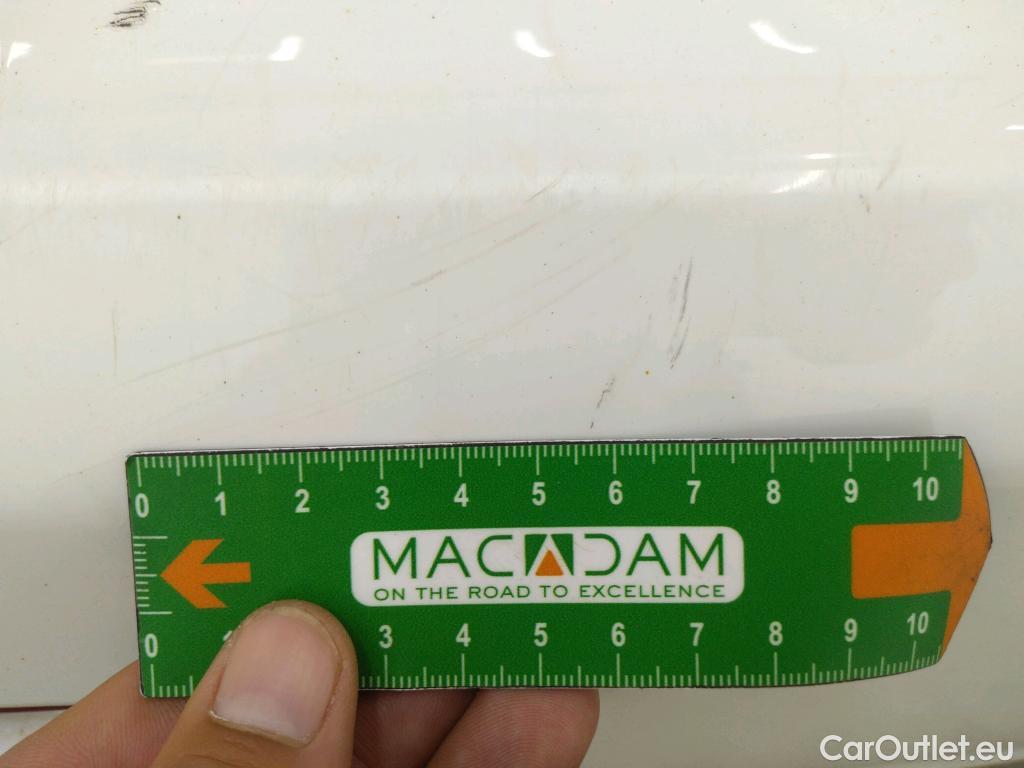 0 1 2 3 4 5 6 7 8 9 10
MACADAM
ON THE ROAD TO EXCELLENCE
0 1 3 4 5 6 7 8 9 10
CarOutlet.eu